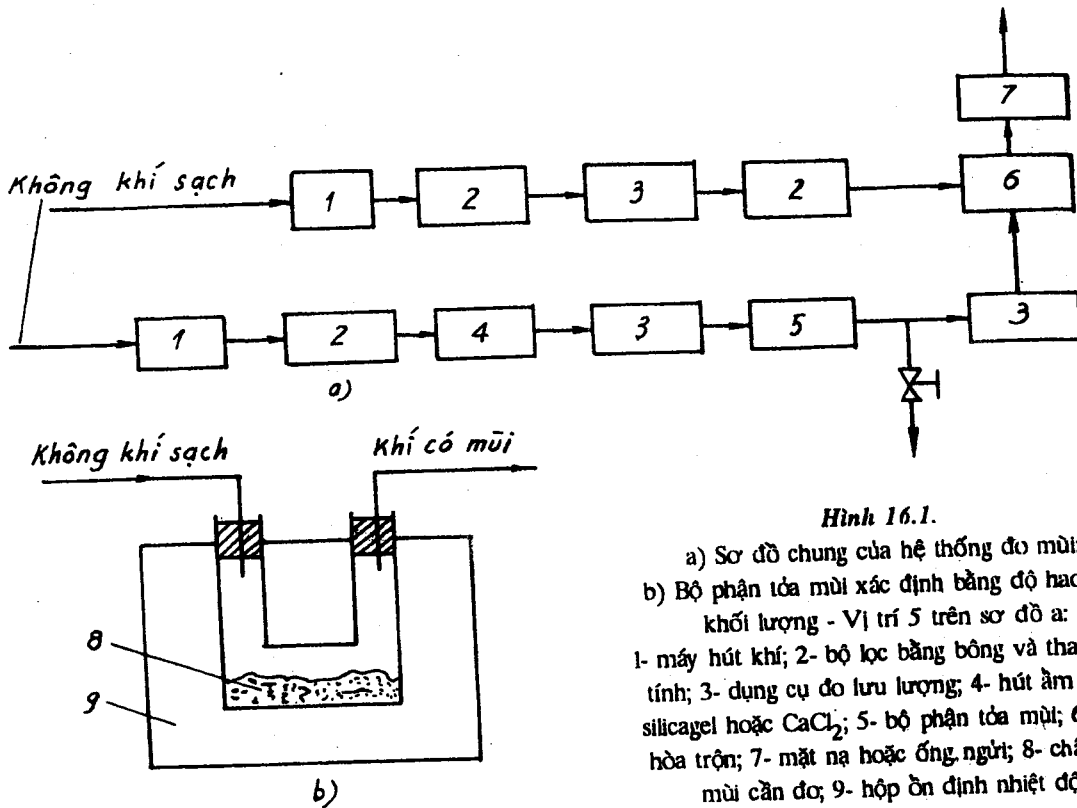 7
Không khí sạch
1 2 3 2 6
1 2 4 3 5 3
a)
Không khí sạch Khí có mùi
8
9
b)
Hình 16.1.
a) Sơ đồ chung của hệ thống đo mùi
b) Bộ phận tỏa mùi xác định bằng độ hao
khối lượng - Vị trí 5 trên sơ đồ a:
1- máy hút khí; 2- bộ lọc bằng bông và tha
tính; 3- dụng cụ đo lưu lượng; 4- hút ẩm
silicagel hoặc CaCl₂; 5- bộ phận tỏa mùi; 6
hòa trộn; 7- mặt nạ hoặc ống ngửi; 8- chấ
mùi cần đo; 9- hộp ổn định nhiệt độ